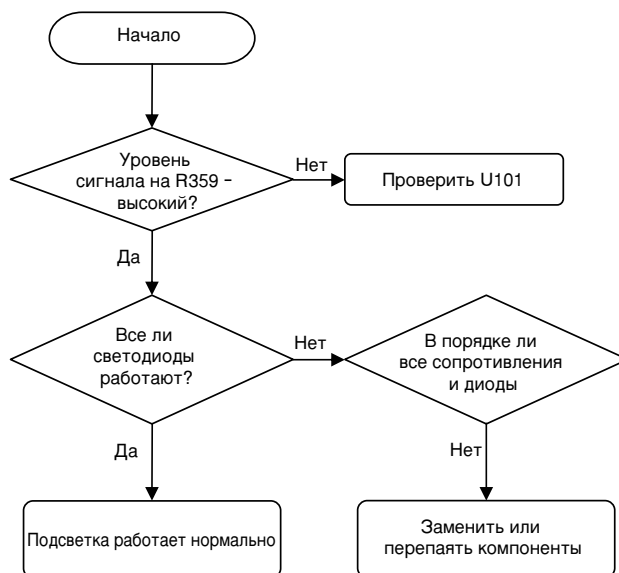 Начало
Уровень
сигнала на R359 –
высокий?
Нет
Проверить U101
Да
Все ли
светодиоды
работают?
Нет
В порядке ли
все сопротивления
и диоды
Да
Нет
Подсветка работает нормально
Заменить или
перепаять компоненты